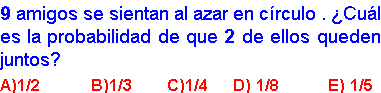 9 amigos se sientan al azar en círculo . ¿Cuál
es la probabilidad de que 2 de ellos queden
juntos?
A)1/2 B)1/3 C)1/4 D) 1/8 E) 1/5